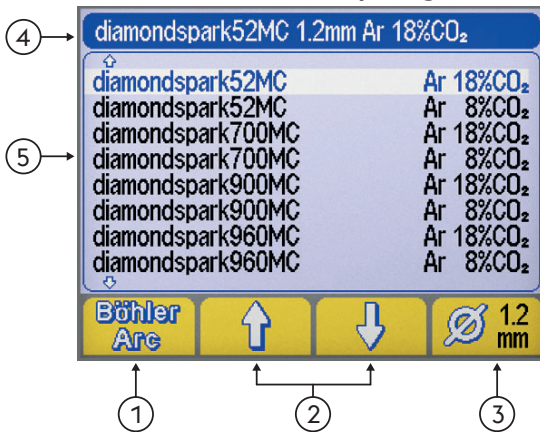 ④ diamondspark52MC 1.2mm Ar 18%CO₂
diamondspark52MC Ar 18%CO₂
diamondspark52MC Ar 8%CO₂
diamondspark700MC Ar 18%CO₂
⑤ diamondspark700MC Ar 8%CO₂
diamondspark900MC Ar 18%CO₂
diamondspark900MC Ar 8%CO₂
diamondspark960MC Ar 18%CO₂
diamondspark960MC Ar 8%CO₂
Böhler
Arc
Ø 1.2
mm
① ② ③